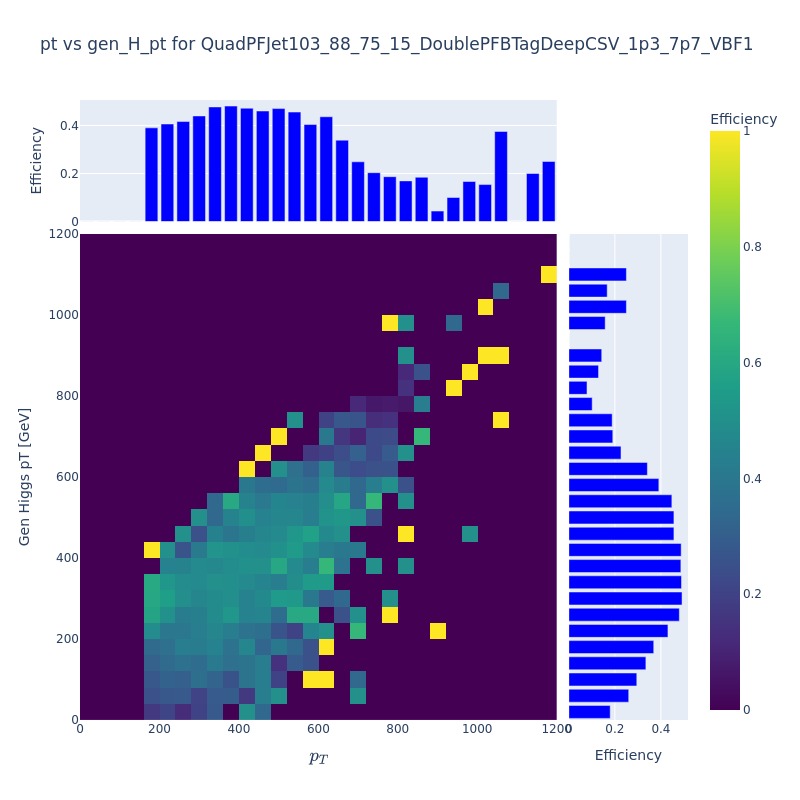 pt vs gen_H_pt for QuadPFJet103_88_75_15_DoublePFBTagDeepCSV_1p3_7p7_VBF1
Efficiency
0.4
0.2
0
Efficiency
1
0.8
0.6
0.4
0.2
0
Gen Higgs pT [GeV]
1200
1000
800
600
400
200
0
0 200 400 600 800 1000 1200
p_T
0 0.2 0.4
Efficiency